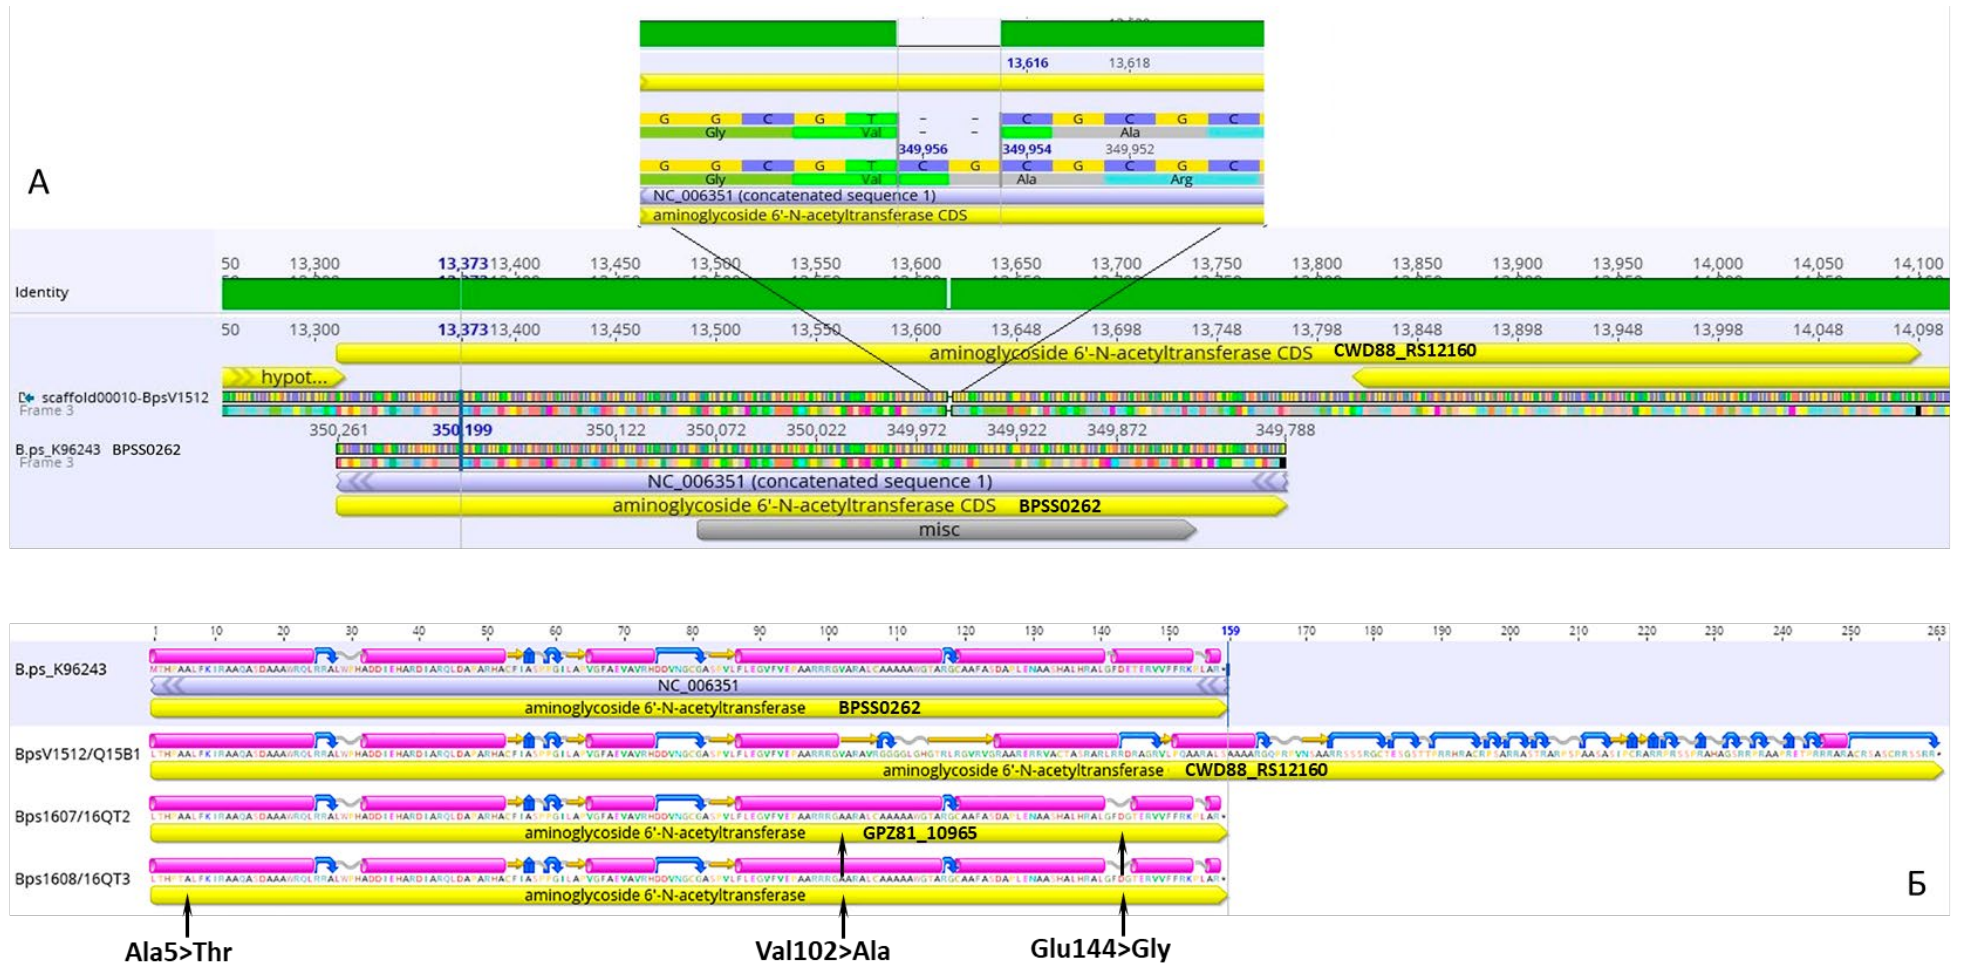 13,616 13,618
G G C G T - - C G C G C
Gly Val - - Ala
349,956 349,954 349,952
G G C G T C G C G C G C
Gly Val Ala Arg
А
NC_006351 (concatenated sequence 1)
aminoglycoside 6'-N-acetyltransferase CDS
50 13,300 13,373 13,400 13,450 13,500 13,550 13,600 13,650 13,700 13,750 13,800 13,850 13,900 13,950 14,000 14,050 14,100
Identity
50 13,300 13,373 13,400 13,450 13,500 13,550 13,600 13,648 13,698 13,748 13,798 13,848 13,898 13,948 13,998 14,048 14,098
aminoglycoside 6'-N-acetyltransferase CDS CWD88_RS12160
hypot...
scaffold00010-BpsV1512
Frame 3
350,261 350,199 350,122 350,072 350,022 349,972 349,922 349,872 349,788
B.ps_K96243 BPSS0262
Frame 3
NC_006351 (concatenated sequence 1)
aminoglycoside 6'-N-acetyltransferase CDS BPSS0262
misc
1 10 20 30 40 50 60 70 80 90 100 110 120 130 140 150 159 170 180 190 200 210 220 230 240 250 263
B.ps_K96243
NC_006351
aminoglycoside 6'-N-acetyltransferase BPSS0262
BpsV1512/Q15B1
aminoglycoside 6'-N-acetyltransferase CWD88_RS12160
Bps1607/16QT2
aminoglycoside 6'-N-acetyltransferase GPZ81_10965
Bps1608/16QT3
Б
aminoglycoside 6'-N-acetyltransferase
Ala5>Thr Val102>Ala Glu144>Gly